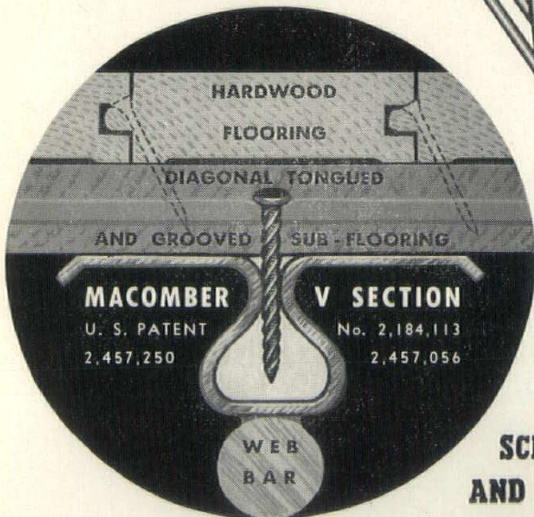 HARDWOOD
FLOORING
DIAGONAL TONGUED
AND GROOVED SUB-FLOORING
MACOMBER V SECTION
U. S. PATENT No. 2,184,113
2,457,250 2,457,056
WEB
BAR
AND